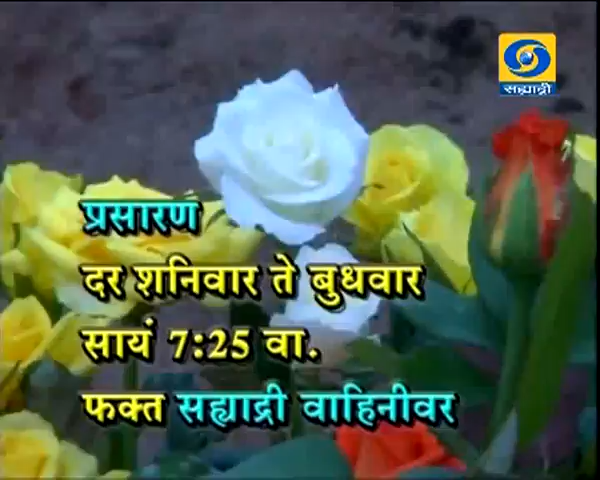 सह्याद्री
प्रसारण
दर शनिवार ते बुधवार
सायं 7:25 वा.
फक्त सह्याद्री वाहिनीवर